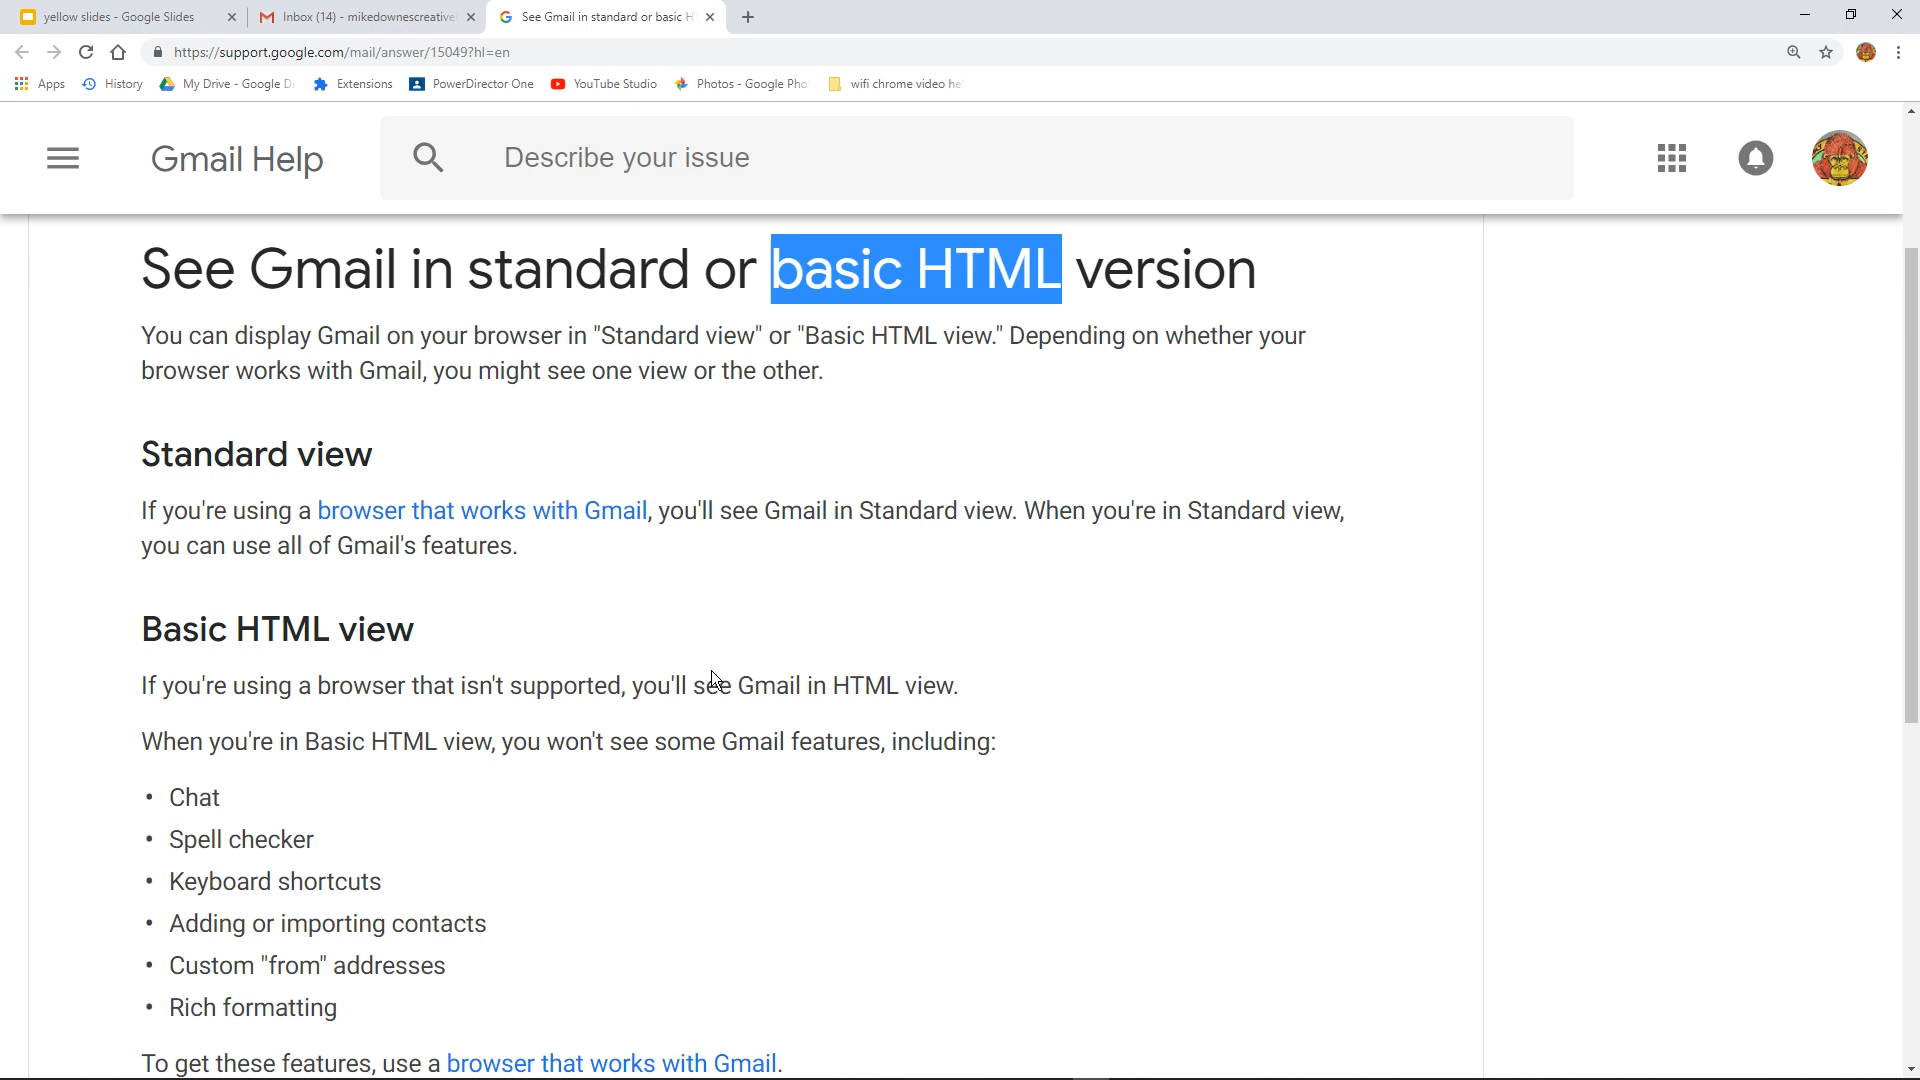 yellow slides - Google Slides
Inbox (14) - mikedownescreative
See Gmail in standard or basic H
https://support.google.com/mail/answer/15049?hl=en
Apps
History
My Drive - Google Dr
Extensions
PowerDirector One
YouTube Studio
Photos - Google Pho
wifi chrome video he
Gmail Help
Describe your issue
See Gmail in standard or basic HTML version
You can display Gmail on your browser in "Standard view" or "Basic HTML view." Depending on whether your
browser works with Gmail, you might see one view or the other.
Standard view
If you're using a browser that works with Gmail, you'll see Gmail in Standard view. When you're in Standard view,
you can use all of Gmail's features.
Basic HTML view
If you're using a browser that isn't supported, you'll see Gmail in HTML view.
When you're in Basic HTML view, you won't see some Gmail features, including:
• Chat
• Spell checker
• Keyboard shortcuts
• Adding or importing contacts
• Custom "from" addresses
• Rich formatting
To get these features, use a browser that works with Gmail.